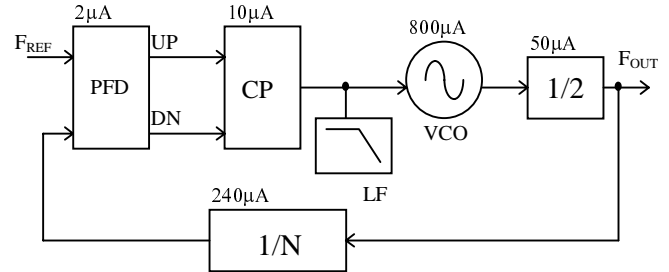 2µA
10µA
800µA
50µA
F_REF
UP
F_OUT
PFD
CP
1/2
DN
VCO
LF
240µA
1/N